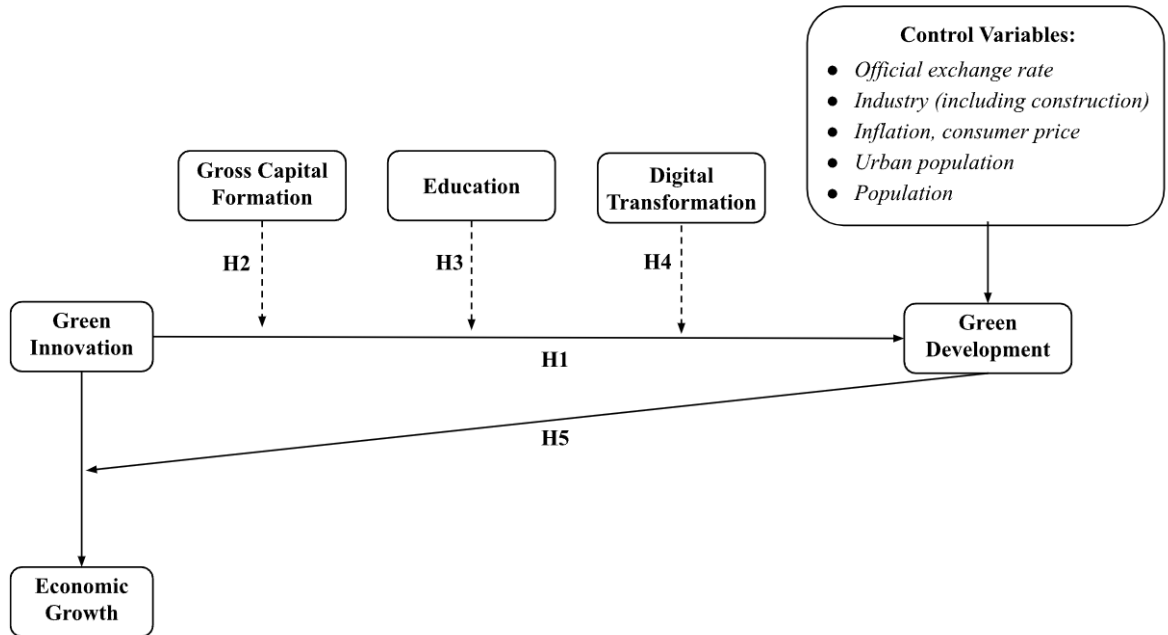 Control Variables:
● Official exchange rate
● Industry (including construction)
● Inflation, consumer price
● Urban population
● Population
Gross Capital
Formation
Education
Digital
Transformation
H2
H3
H4
Green
Innovation
Green
Development
H1
H5
Economic
Growth